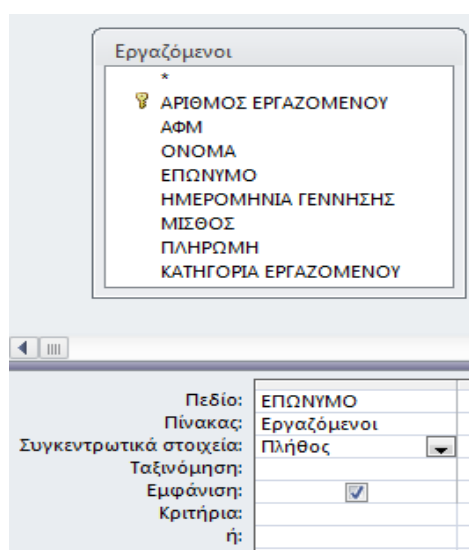 Εργαζόμενοι
*
ΑΡΙΘΜΟΣ ΕΡΓΑΖΟΜΕΝΟΥ
ΑΦΜ
ΟΝΟΜΑ
ΕΠΩΝΥΜΟ
ΗΜΕΡΟΜΗΝΙΑ ΓΕΝΝΗΣΗΣ
ΜΙΣΘΟΣ
ΠΛΗΡΩΜΗ
ΚΑΤΗΓΟΡΙΑ ΕΡΓΑΖΟΜΕΝΟΥ
Πεδίο: ΕΠΩΝΥΜΟ
Πίνακας: Εργαζόμενοι
Συγκεντρωτικά στοιχεία: Πλήθος
Ταξινόμηση:
Εμφάνιση:
Κριτήρια:
ή: